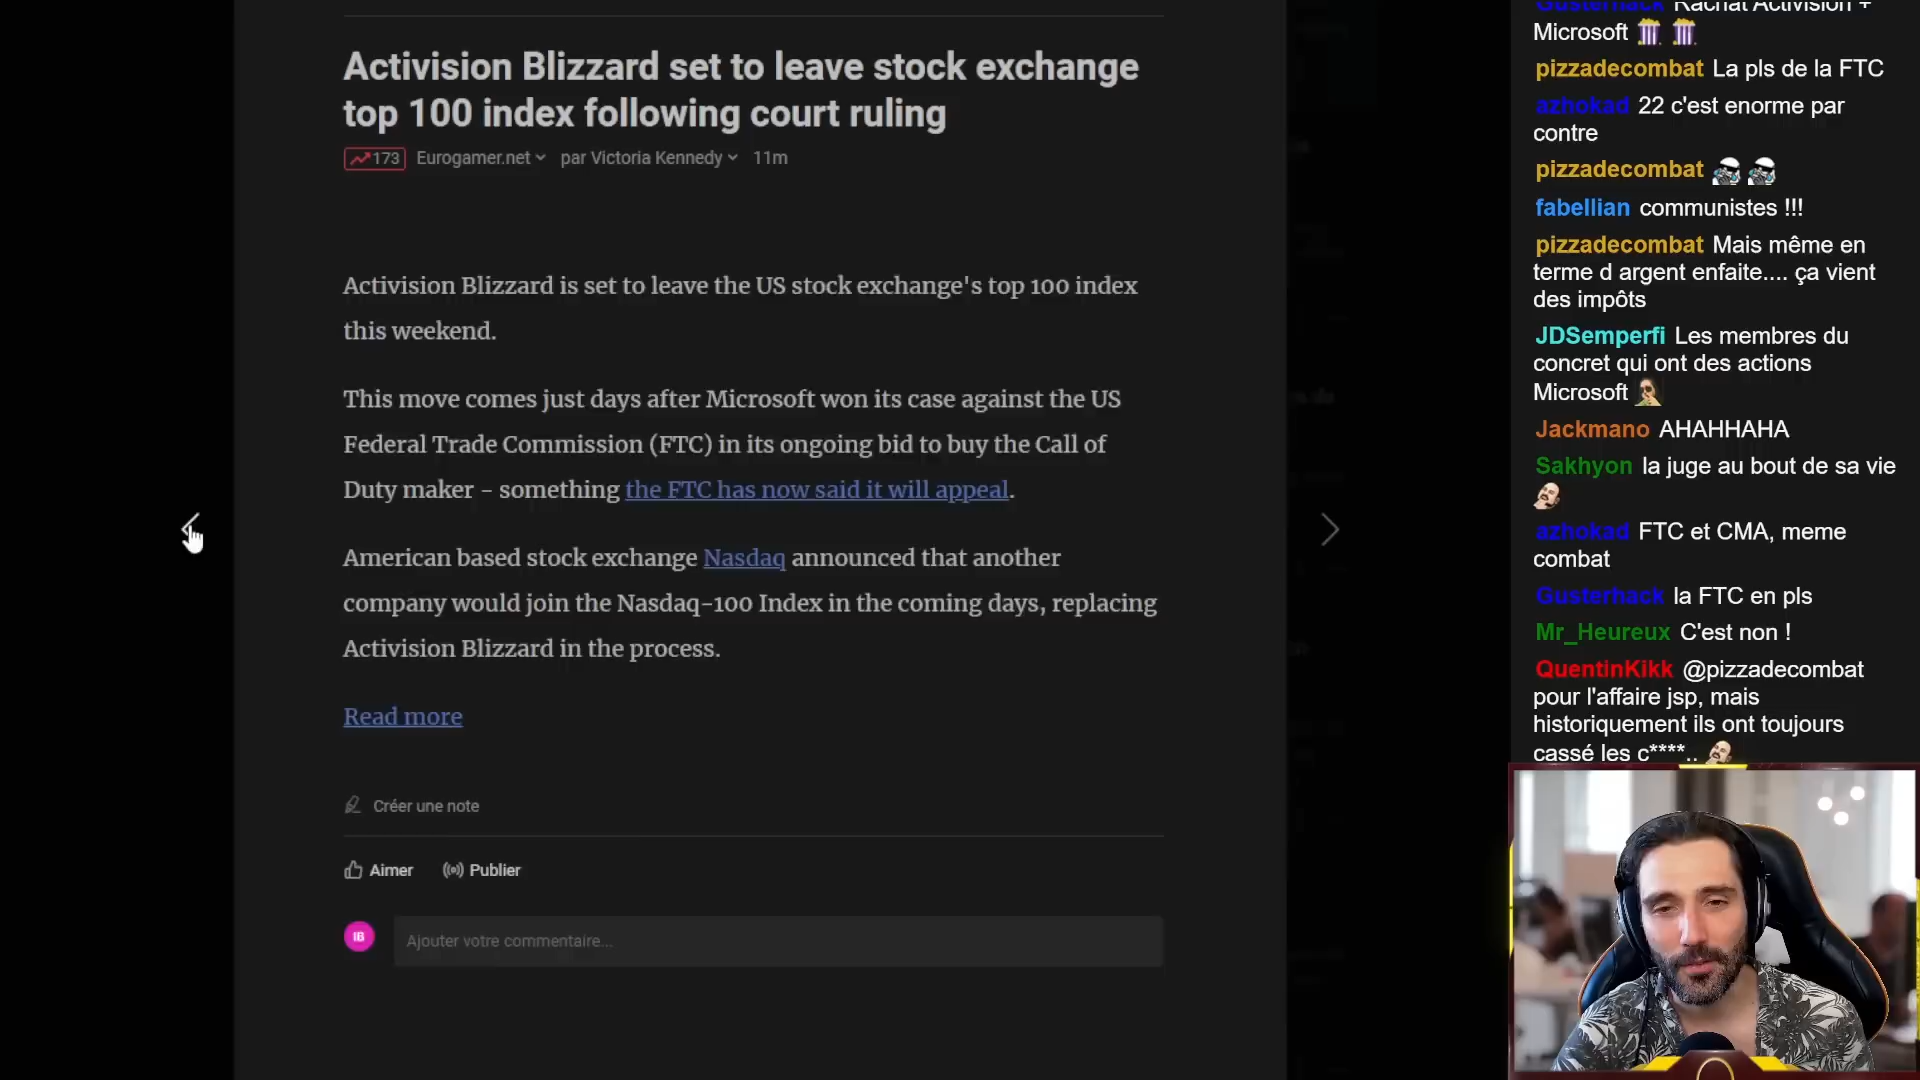 Activision Blizzard set to leave stock exchange
top 100 index following court ruling
173 Eurogamer.net par Victoria Kennedy 11m
Activision Blizzard is set to leave the US stock exchange's top 100 index
this weekend.
This move comes just days after Microsoft won its case against the US
Federal Trade Commission (FTC) in its ongoing bid to buy the Call of
Duty maker – something the FTC has now said it will appeal.
American based stock exchange Nasdaq announced that another
company would join the Nasdaq-100 Index in the coming days, replacing
Activision Blizzard in the process.
Read more
Créer une note
Aimer Publier
IB Ajouter votre commentaire...
Gusterhack Rachat Activision +
Microsoft
pizzadecombat La pls de la FTC
azhokad 22 c'est enorme par
contre
pizzadecombat
fabellian communistes !!!
pizzadecombat Mais même en
terme d argent enfaite.... ça vient
des impôts
JDSemperfi Les membres du
concret qui ont des actions
Microsoft
Jackmano AHAHHAHA
Sakhyon la juge au bout de sa vie
azhokad FTC et CMA, meme
combat
Gusterhack la FTC en pls
Mr_Heureux C'est non !
QuentinKikk @pizzadecombat
pour l'affaire jsp, mais
historiquement ils ont toujours
cassé les c****..